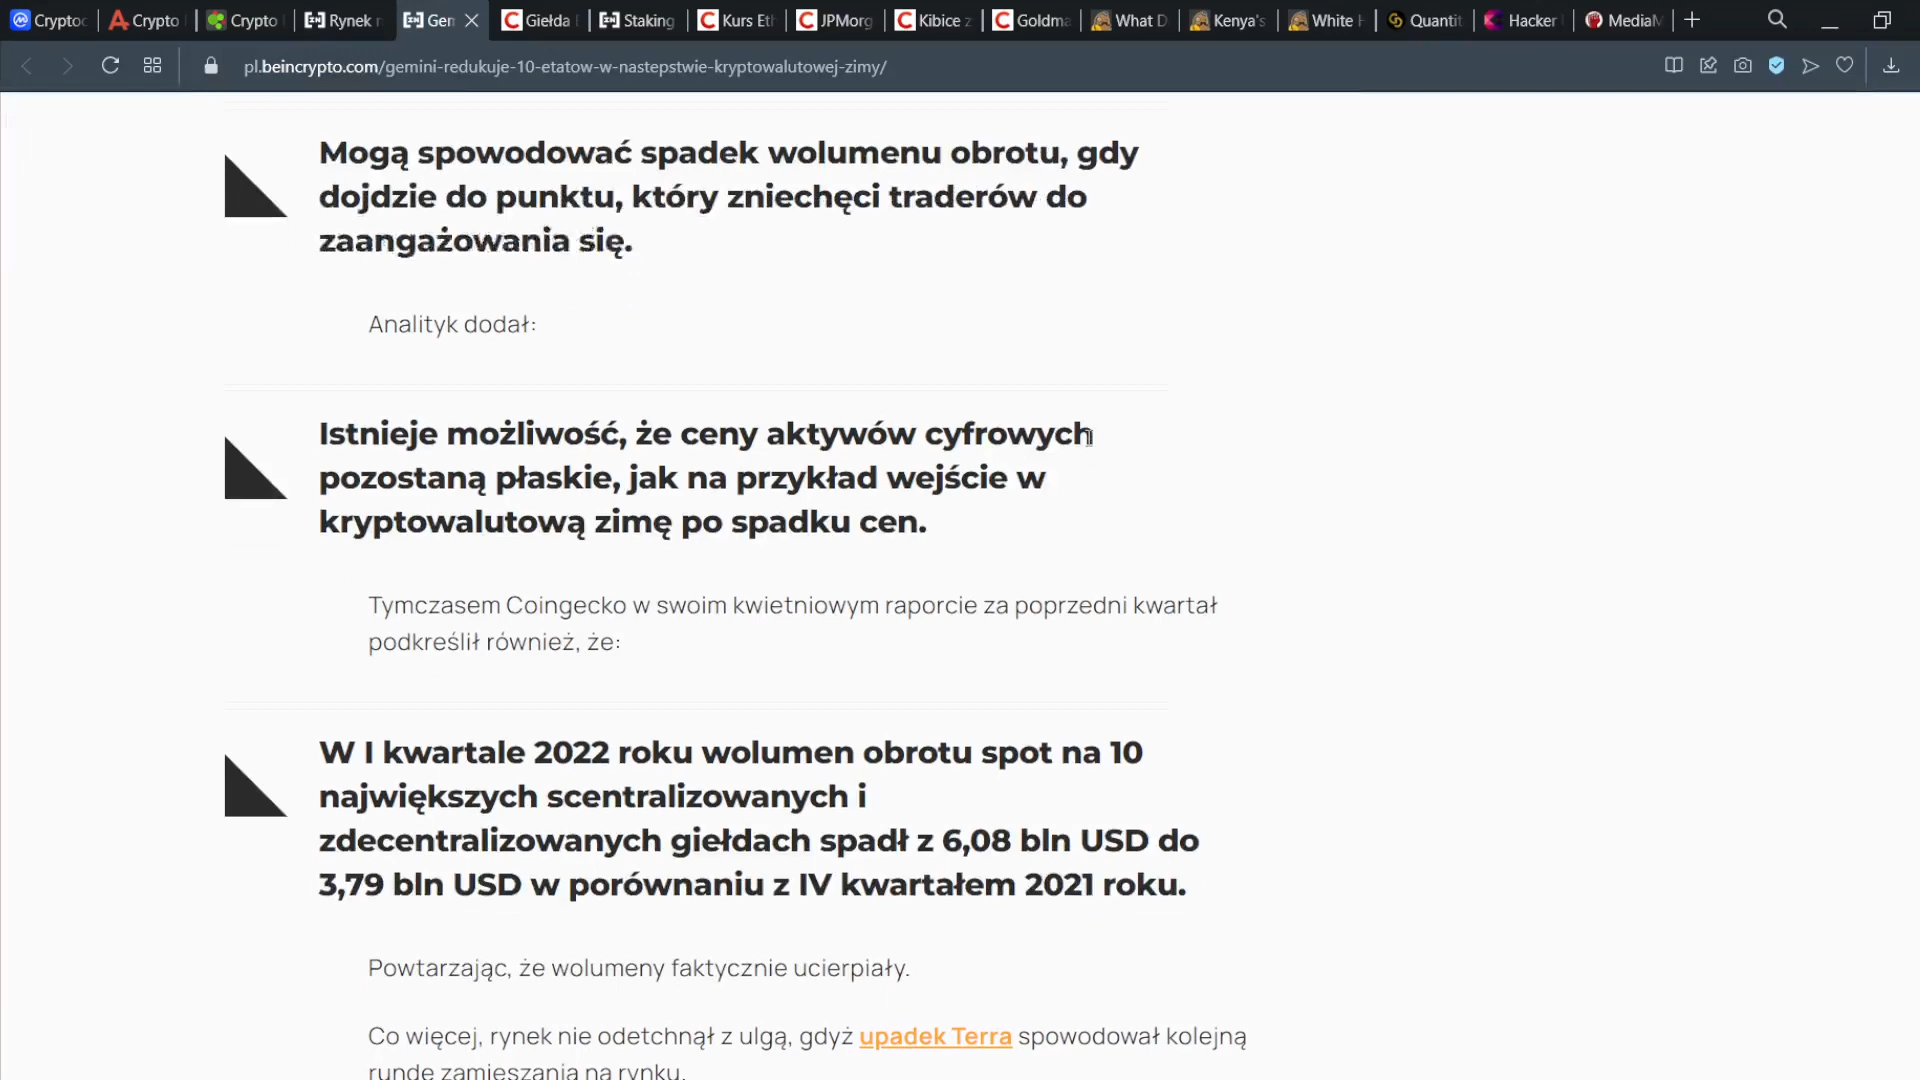 Cryptoc
Crypto
Crypto
Rynek
Gem
Giełda
Staking
Kurs Eth
JPMorg
Kibice z
Goldma
What D
Kenya's
White H
Quantit
Hacker
MediaM
pl.beincrypto.com/gemini-redukuje-10-etatow-w-nastepstwie-kryptowalutowej-zimy/
Mogą spowodować spadek wolumenu obrotu, gdy
dojdzie do punktu, który zniechęci traderów do
zaangażowania się.
Analityk dodał:
Istnieje możliwość, że ceny aktywów cyfrowych
pozostaną płaskie, jak na przykład wejście w
kryptowalutową zimę po spadku cen.
Tymczasem Coingecko w swoim kwietniowym raporcie za poprzedni kwartał
podkreślił również, że:
W I kwartale 2022 roku wolumen obrotu spot na 10
największych scentralizowanych i
zdecentralizowanych giełdach spadł z 6,08 bln USD do
3,79 bln USD w porównaniu z IV kwartałem 2021 roku.
Powtarzając, że wolumeny faktycznie ucierpiały.
Co więcej, rynek nie odetchnął z ulgą, gdyż upadek Terra spowodował kolejną
rundę zamieszania na rynku.